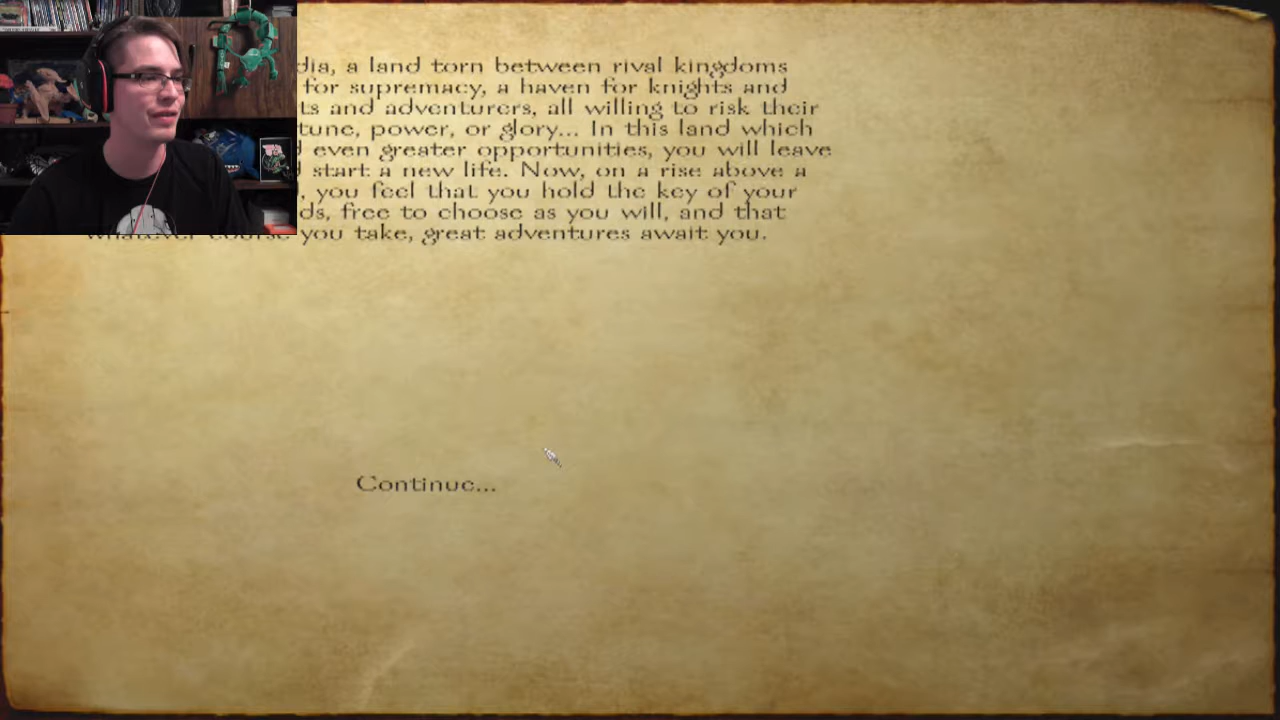 dia, a land torn between rival kingdoms
for supremacy, a haven for knights and
ts and adventurers, all willing to risk their
tune, power, or glory... In this land which
even greater opportunities, you will leave
start a new life. Now, on a rise above a
, you feel that you hold the key of your
ds, free to choose as you will, and that
whatever course you take, great adventures await you.
Continue...